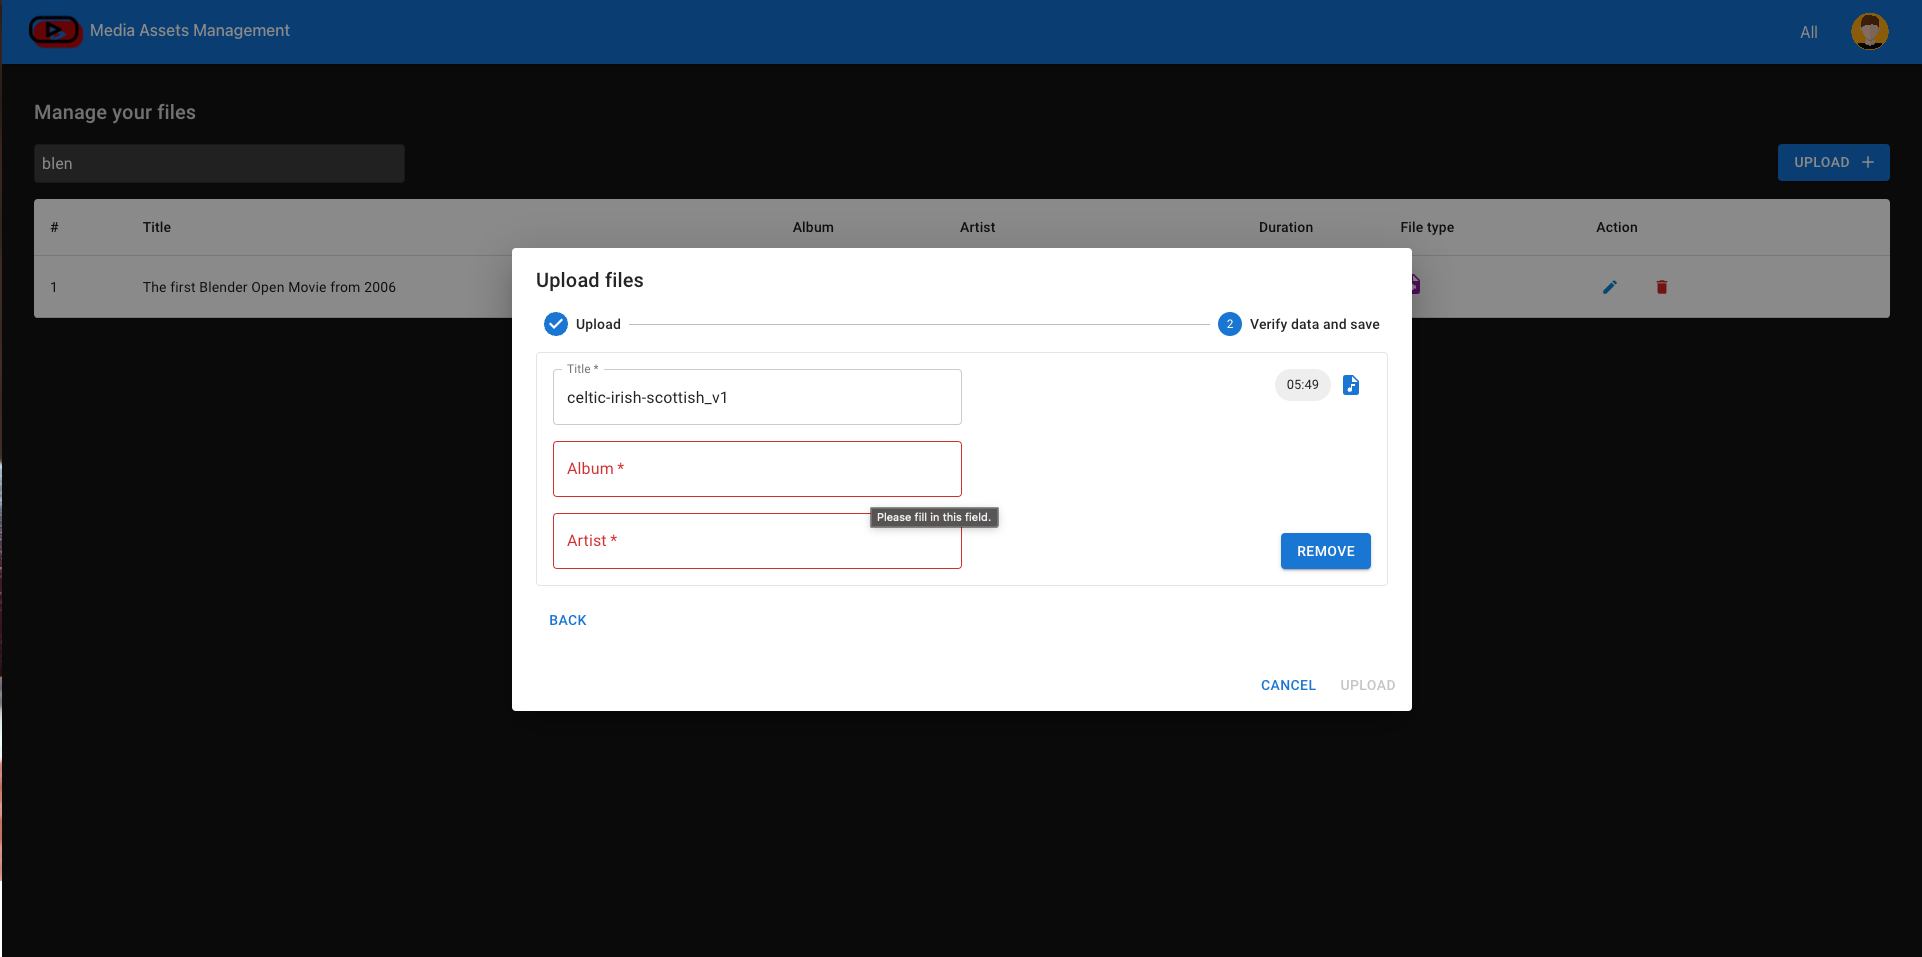 Media Assets Management
All
Manage your files
blen
UPLOAD +
# Title Album Artist Duration File type Action
1 The first Blender Open Movie from 2006
Upload files
Upload
2 Verify data and save
Title *
celtic-irish-scottish_v1
05:49
Album *
Please fill in this field.
Artist *
REMOVE
BACK
CANCEL UPLOAD